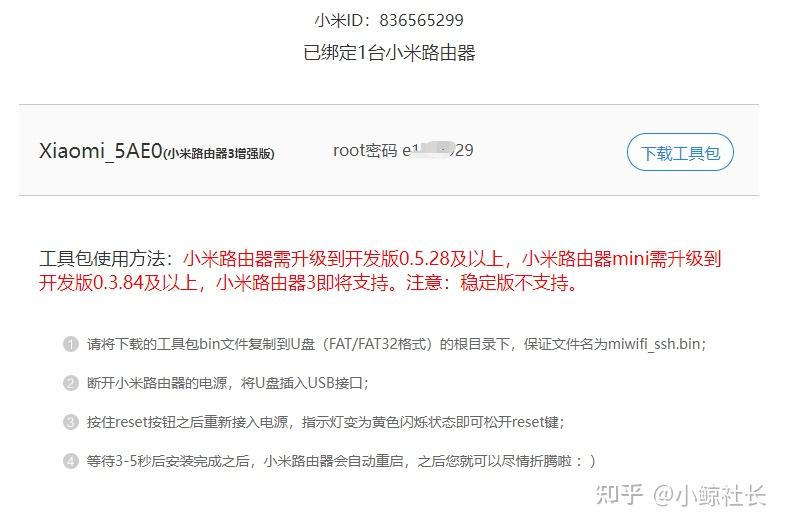 小米ID：836565299
已绑定1台小米路由器
Xiaomi_5AE0(小米路由器3增强版) root密码 e1 29 下载工具包
工具包使用方法：小米路由器需升级到开发版0.5.28及以上，小米路由器mini需升级到
开发版0.3.84及以上，小米路由器3即将支持。注意：稳定版不支持。
1 请将下载的工具包bin文件复制到U盘（FAT/FAT32格式）的根目录下，保证文件名为miwifi_ssh.bin；
2 断开小米路由器的电源，将U盘插入USB接口；
3 按住reset按钮之后重新接入电源，指示灯变为黄色闪烁状态即可松开reset键；
4 等待3-5秒后安装完成之后，小米路由器会自动重启，之后您就可以尽情折腾啦 ：）
知乎 @小鲸社长